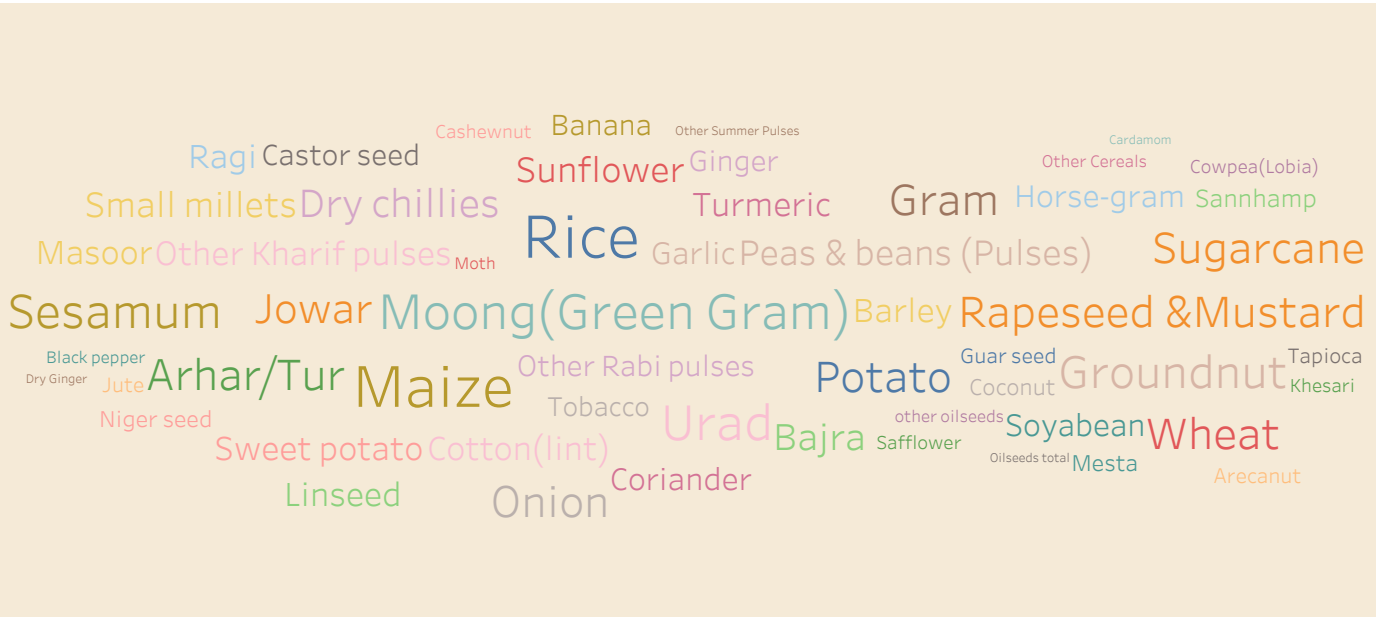 Cashewnut Banana Other Summer Pulses
Cardamom
Ragi Castor seed Sunflower Ginger Other Cereals Cowpea(Lobia)
Small millets Dry chillies Turmeric Gram Horse-gram Sannhamp
Rice
Masoor Other Kharif pulses Moth Garlic Peas & beans (Pulses) Sugarcane
Sesamum Jowar Moong(Green Gram) Barley Rapeseed &Mustard
Black pepper Guar seed Tapioca
Dry Ginger Jute Arhar/Tur Maize Other Rabi pulses Potato Coconut Groundnut Khesari
Niger seed Tobacco Urad other oilseeds Soyabean Wheat
Sweet potato Cotton(lint) Bajra Safflower Oilseeds total Mesta
Linseed Onion Coriander Arecanut